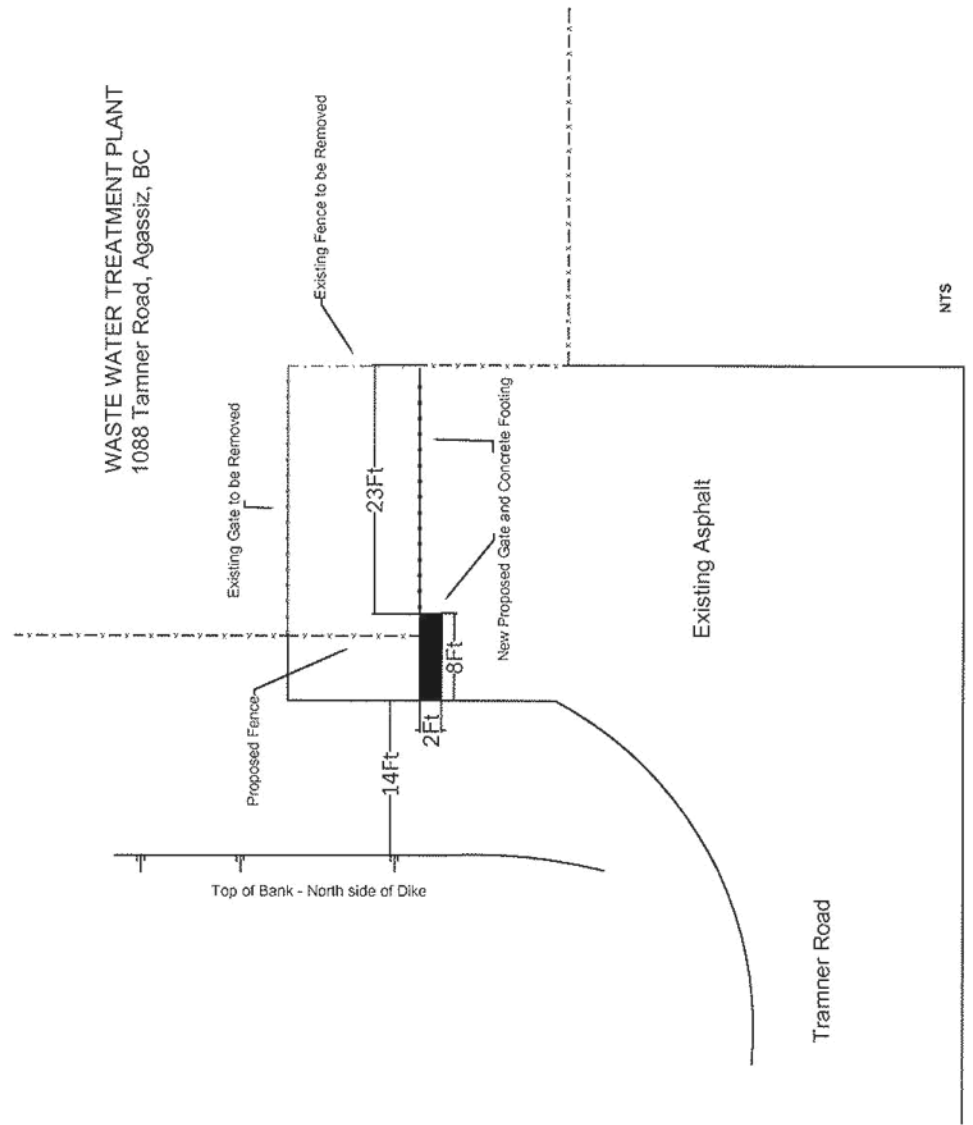 WASTE WATER TREATMENT PLANT
1088 Tamner Road, Agassiz, BC
Existing Gate to be Removed
Existing Fence to be Removed
Proposed Fence
23Ft
14Ft
2Ft
8Ft
New Proposed Gate and Concrete Footing
Top of Bank - North side of Dike
Existing Asphalt
Tramner Road
NTS